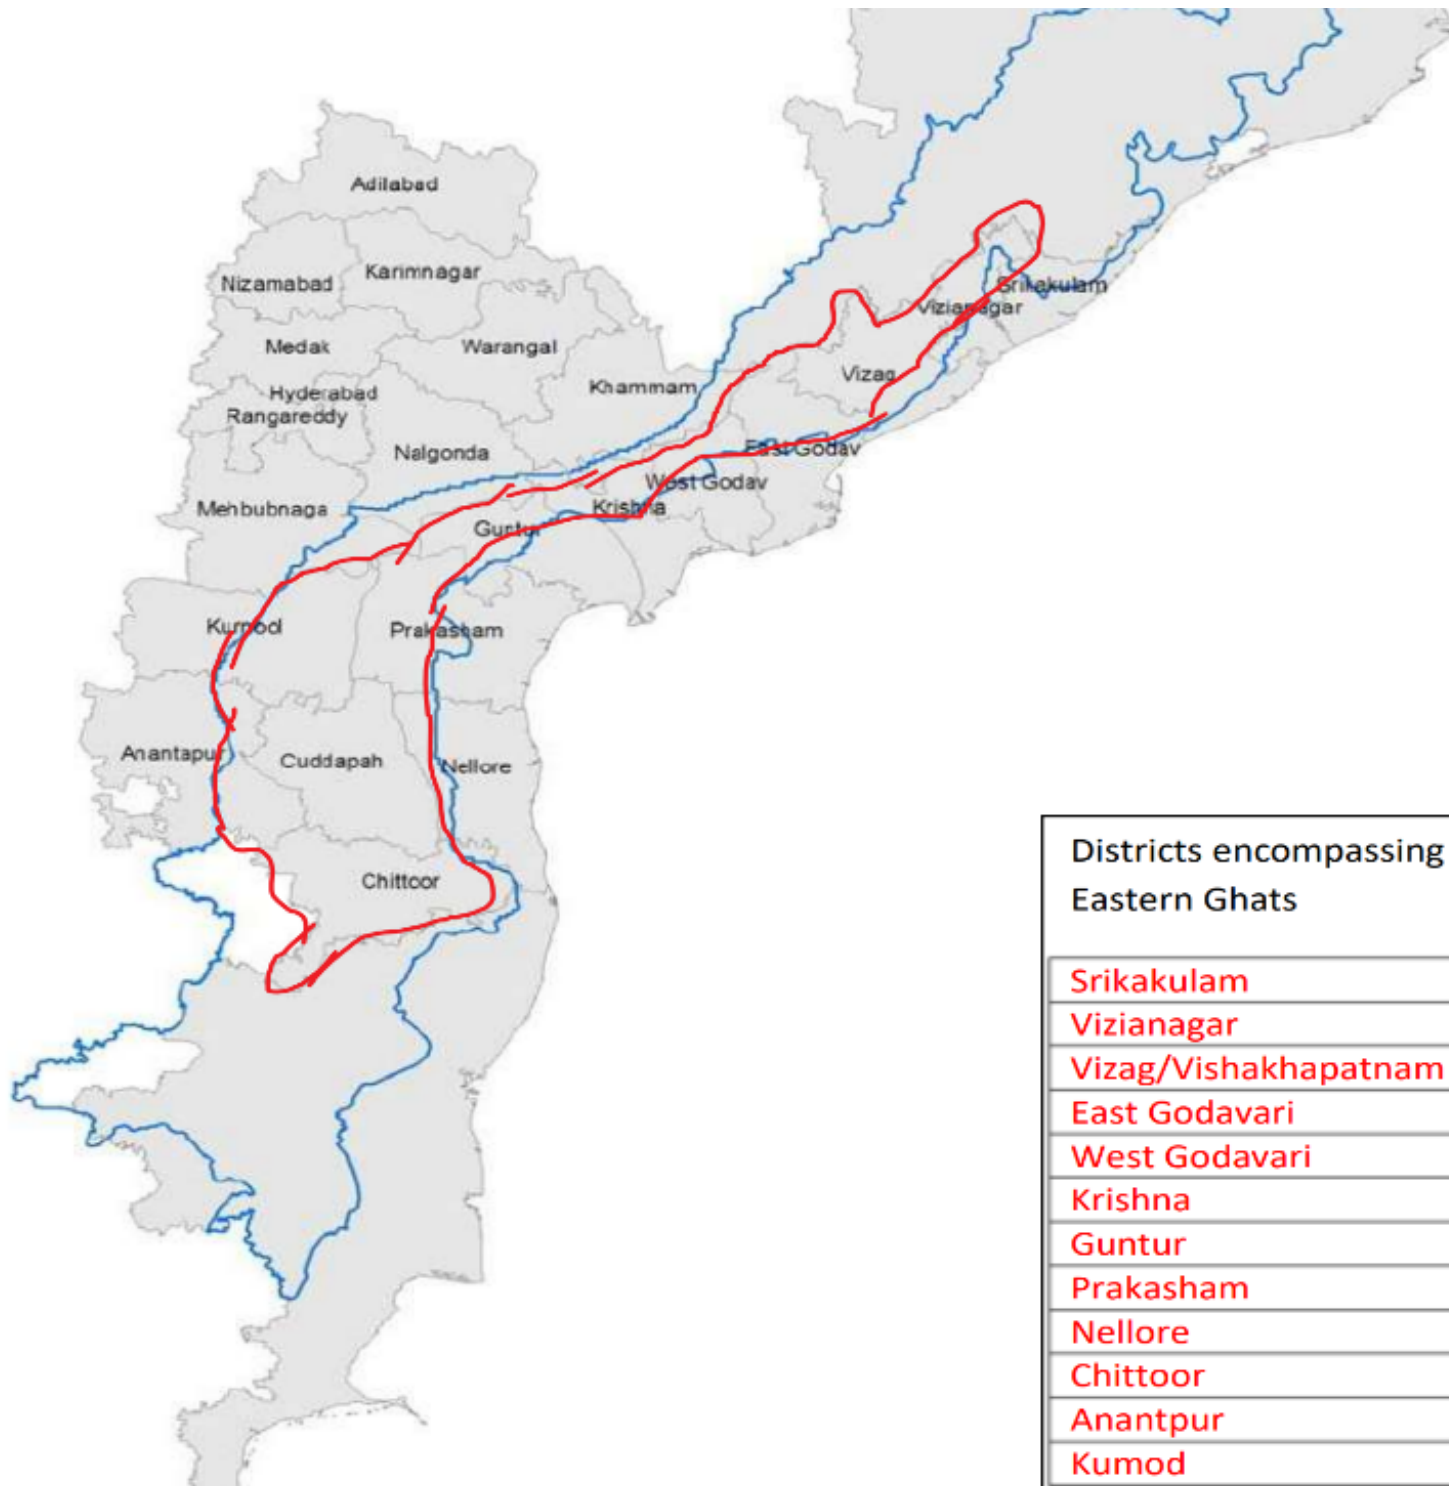 Adilabad
Nizamabad
Karimnagar
Medak
Warangal
Hyderabad
Rangareddy
Khammam
Nalgonda
Mehbubnaga
Srikakulam
Vizianagar
Vizag
East Godav
West Godav
Krishna
Guntur
Kurnool
Prakasham
Anantapur
Cuddapah
Nellore
Chittoor
Districts encompassing
Eastern Ghats
Srikakulam
Vizianagar
Vizag/Vishakhapatnam
East Godavari
West Godavari
Krishna
Guntur
Prakasham
Nellore
Chittoor
Anantpur
Kumod